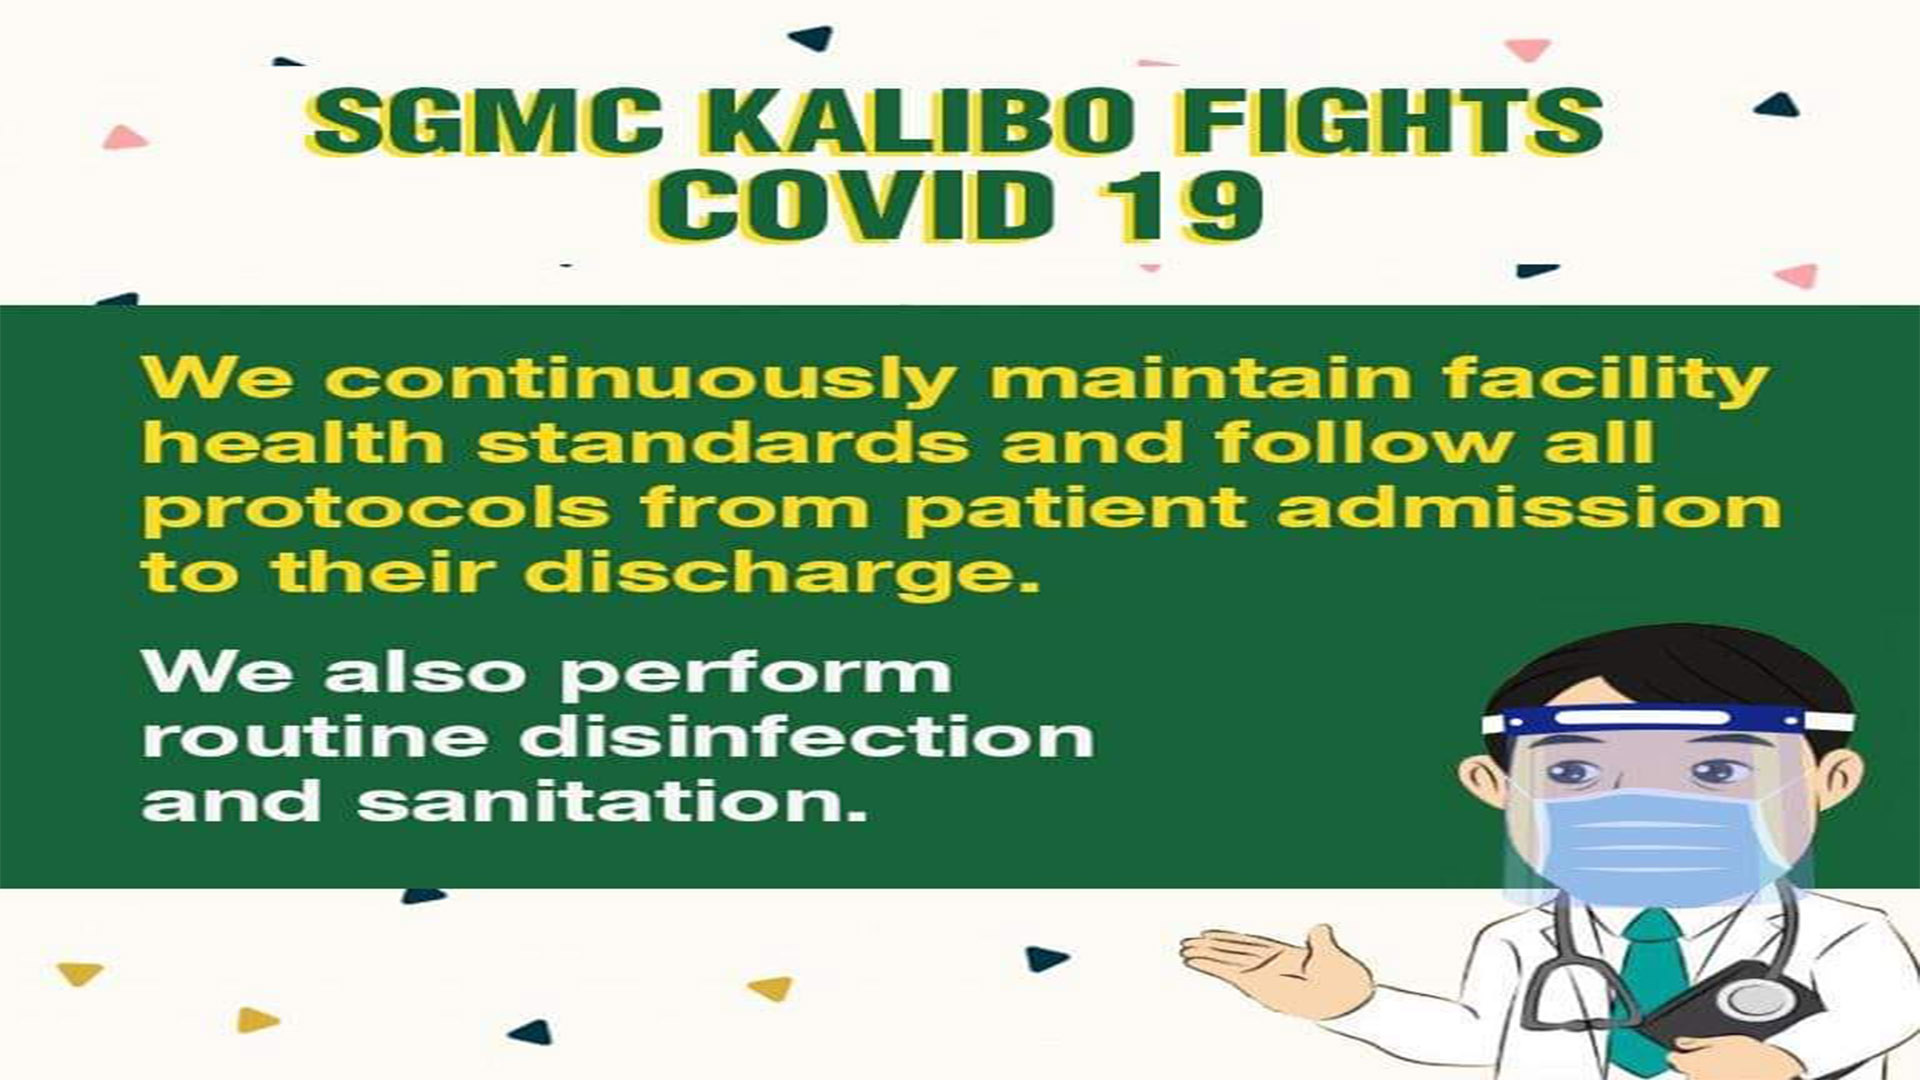 SGMC KALIBO FIGHTS
COVID 19
We continuously maintain facility
health standards and follow all
protocols from patient admission
to their discharge.
We also perform
routine disinfection
and sanitation.